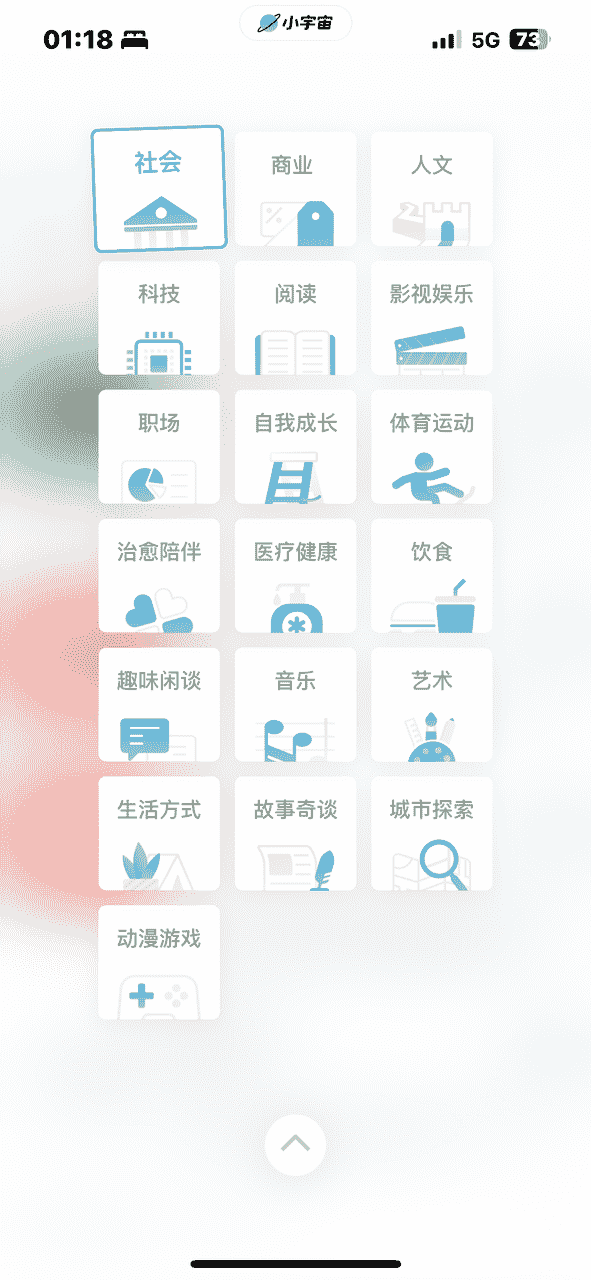 小宇宙
01:18 5G 73
社会 商业 人文
科技 阅读 影视娱乐
职场 自我成长 体育运动
治愈陪伴 医疗健康 饮食
趣味闲谈 音乐 艺术
生活方式 故事奇谈 城市探索
动漫游戏